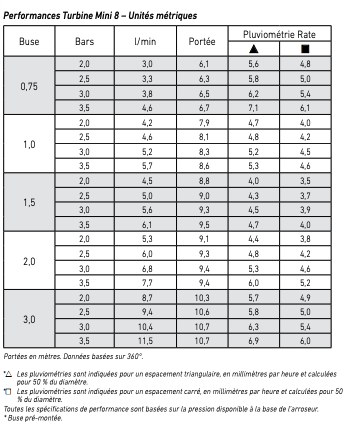 Performances Turbine Mini 8 – Unités métriques
Buse Bars l/min Portée Pluviométrie Rate
▲ ■
0,75
2,0 3,0 6,1 5,6 4,8
2,5 3,3 6,3 5,8 5,0
3,0 3,8 6,5 6,2 5,4
3,5 4,6 6,7 7,1 6,1
1,0
2,0 4,2 7,9 4,7 4,0
2,5 4,6 8,1 4,8 4,2
3,0 5,2 8,3 5,2 4,5
3,5 5,7 8,6 5,3 4,6
1,5
2,0 4,5 8,8 4,0 3,5
2,5 5,0 9,0 4,3 3,7
3,0 5,6 9,3 4,5 3,9
3,5 6,1 9,5 4,7 4,0
2,0
2,0 5,3 9,1 4,4 3,8
2,5 6,0 9,3 4,8 4,2
3,0 6,8 9,4 5,3 4,6
3,5 7,7 9,4 6,0 5,2
3,0
2,0 8,7 10,3 5,7 4,9
2,5 9,4 10,6 5,8 5,0
3,0 10,4 10,7 6,3 5,4
3,5 11,5 10,7 6,9 6,0
Portées en mètres. Données basées sur 360°.
*△ Les pluviométries sont indiquées pour un espacement triangulaire, en millimètres par heure et calculées
pour 50 % du diamètre.
*□ Les pluviométries sont indiquées pour un espacement carré, en millimètres par heure et calculées pour 50
% du diamètre.
Toutes les spécifications de performance sont basées sur la pression disponible à la base de l'arroseur.
* Buse pré-montée.